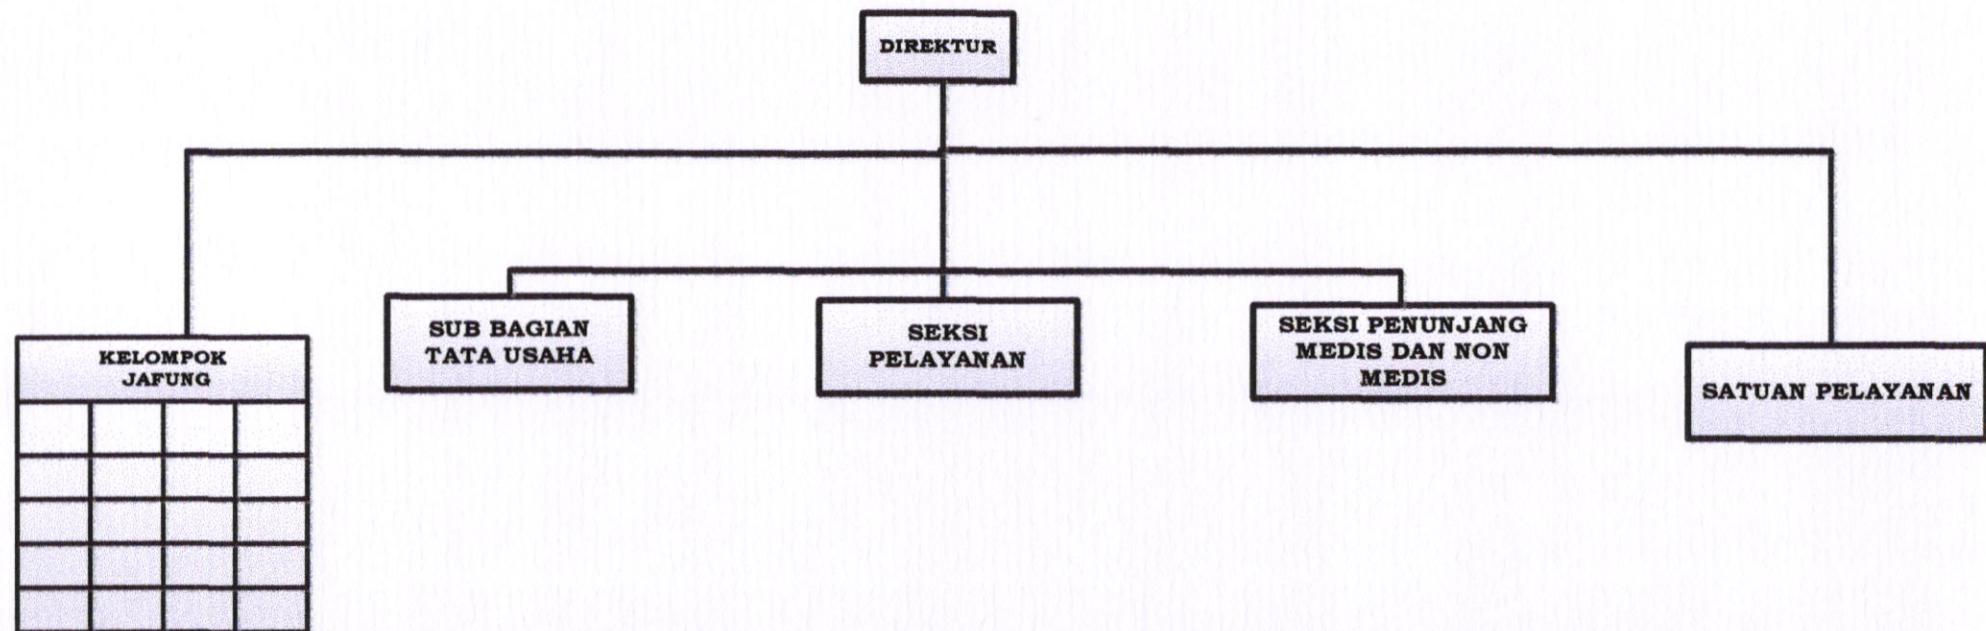 DIREKTUR
SUB BAGIAN
TATA USAHA
SEKSI
PELAYANAN
SEKSI PENUNJANG
MEDIS DAN NON
MEDIS
KELOMPOK
JAFUNG
SATUAN PELAYANAN